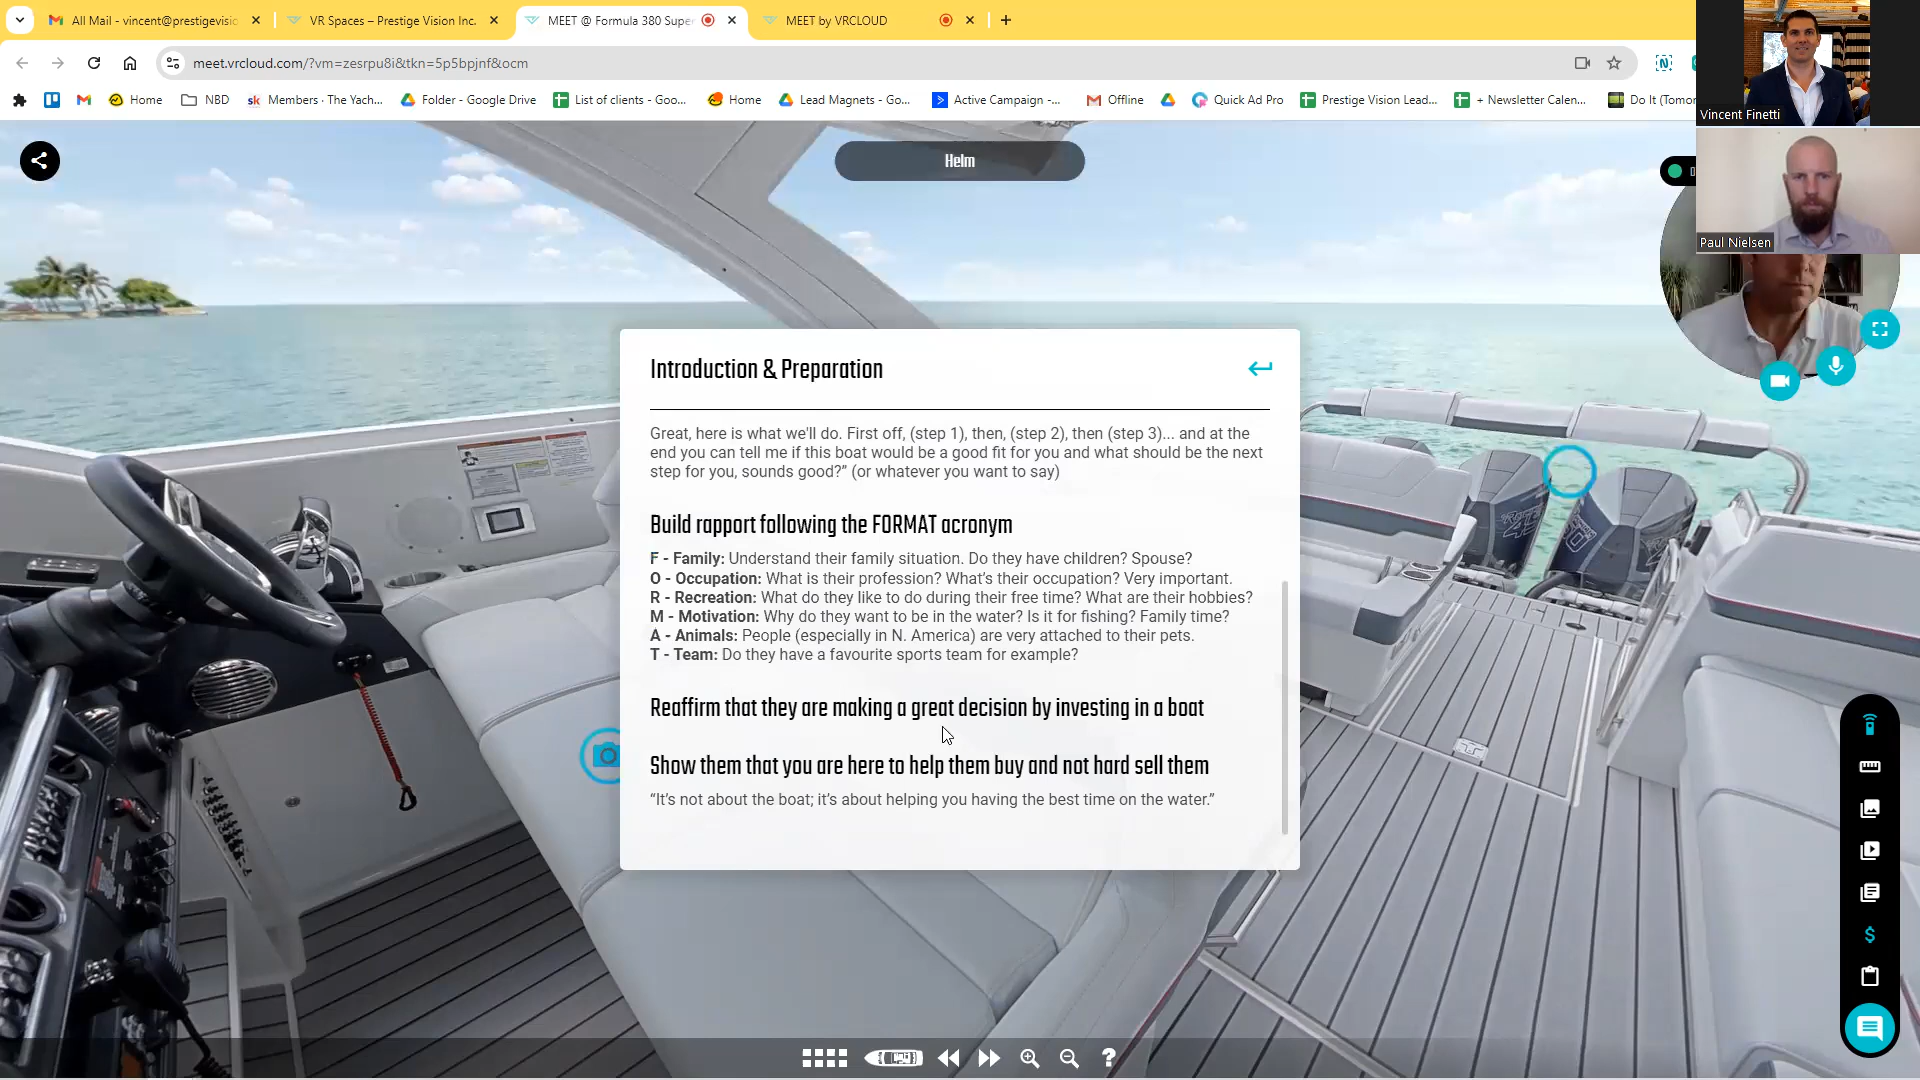 All Mail - vincent@prestigevisio
VR Spaces – Prestige Vision Inc.
MEET @ Formula 380 Super
MEET by VRCLOUD
meet.vrcloud.com/?vm=zesrpu8i&tkn=5p5bpjnf&ocm
Home
NBD
Members · The Yach...
Folder - Google Drive
List of clients - Goo...
Home
Lead Magnets - Go...
Active Campaign -...
Offline
Quick Ad Pro
Prestige Vision Lead...
+ Newsletter Calen...
Do It (Tomor
Vincent Finetti
Paul Nielsen
Helm
Introduction & Preparation
Great, here is what we'll do. First off, (step 1), then, (step 2), then (step 3)... and at the
end you can tell me if this boat would be a good fit for you and what should be the next
step for you, sounds good?” (or whatever you want to say)
Build rapport following the FORMAT acronym
F - Family: Understand their family situation. Do they have children? Spouse?
O - Occupation: What is their profession? What’s their occupation? Very important.
R - Recreation: What do they like to do during their free time? What are their hobbies?
M - Motivation: Why do they want to be in the water? Is it for fishing? Family time?
A - Animals: People (especially in N. America) are very attached to their pets.
T - Team: Do they have a favourite sports team for example?
Reaffirm that they are making a great decision by investing in a boat
Show them that you are here to help them buy and not hard sell them
“It’s not about the boat; it’s about helping you having the best time on the water.”